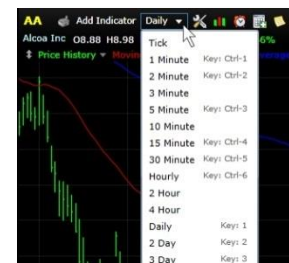 AA Add Indicator Daily
Alcoa Inc O8.88 H8.98 6%
Price History Moving erage
Tick
1 Minute Key: Ctrl-1
2 Minute Key: Ctrl-2
3 Minute
5 Minute Key: Ctrl-3
10 Minute
15 Minute Key: Ctrl-4
30 Minute Key: Ctrl-5
Hourly Key: Ctrl-6
2 Hour
4 Hour
Daily Key: 1
2 Day Key: 2
3 Day Key: 3